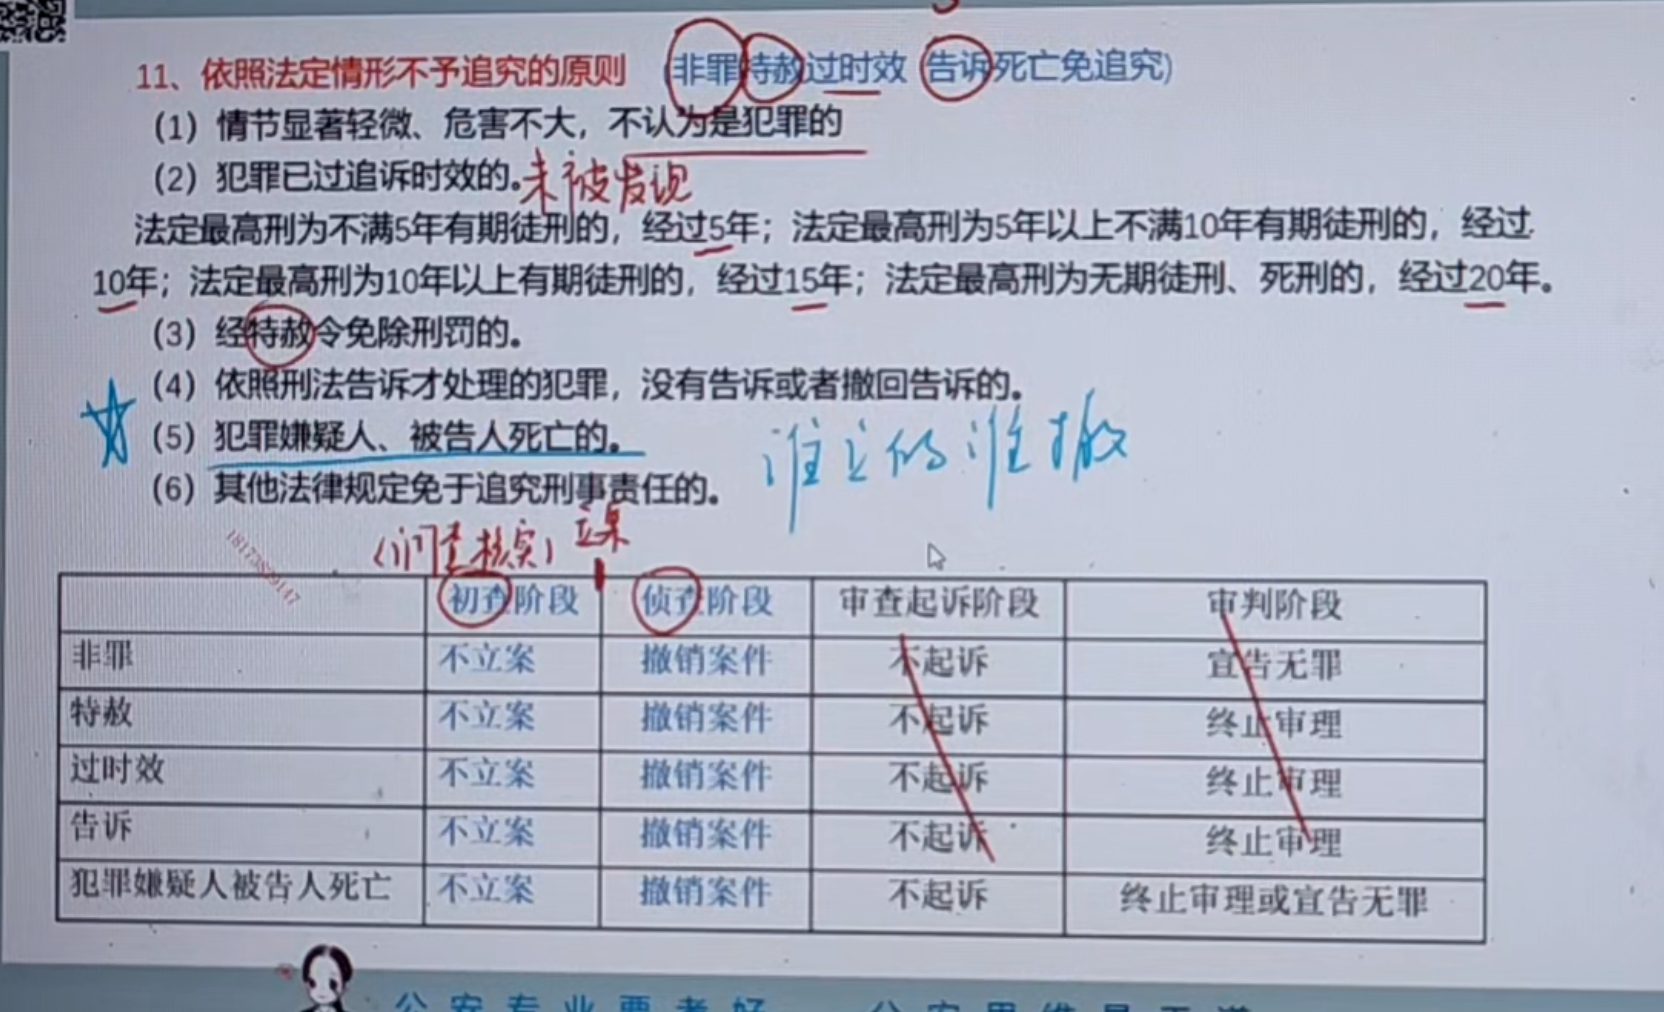 11、依照法定情形不予追究的原则 (非罪特赦过时效 告诉死亡免追究)
(1) 情节显著轻微、危害不大，不认为是犯罪的
(2) 犯罪已过追诉时效的。未被发现
法定最高刑为不满5年有期徒刑的，经过5年；法定最高刑为5年以上不满10年有期徒刑的，经过
10年；法定最高刑为10年以上有期徒刑的，经过15年；法定最高刑为无期徒刑、死刑的，经过20年。
(3) 经特赦令免除刑罚的。
(4) 依照刑法告诉才处理的犯罪，没有告诉或者撤回告诉的。
(5) 犯罪嫌疑人、被告人死亡的。
谁立的谁撤
(6) 其他法律规定免于追究刑事责任的。
18173829147
查核实) 立案
初查阶段 侦查阶段 审查起诉阶段 审判阶段
非罪 不立案 撤销案件 不起诉 宣告无罪
特赦 不立案 撤销案件 不起诉 终止审理
过时效 不立案 撤销案件 不起诉 终止审理
告诉 不立案 撤销案件 不起诉 终止审理
犯罪嫌疑人被告人死亡 不立案 撤销案件 不起诉 终止审理或宣告无罪